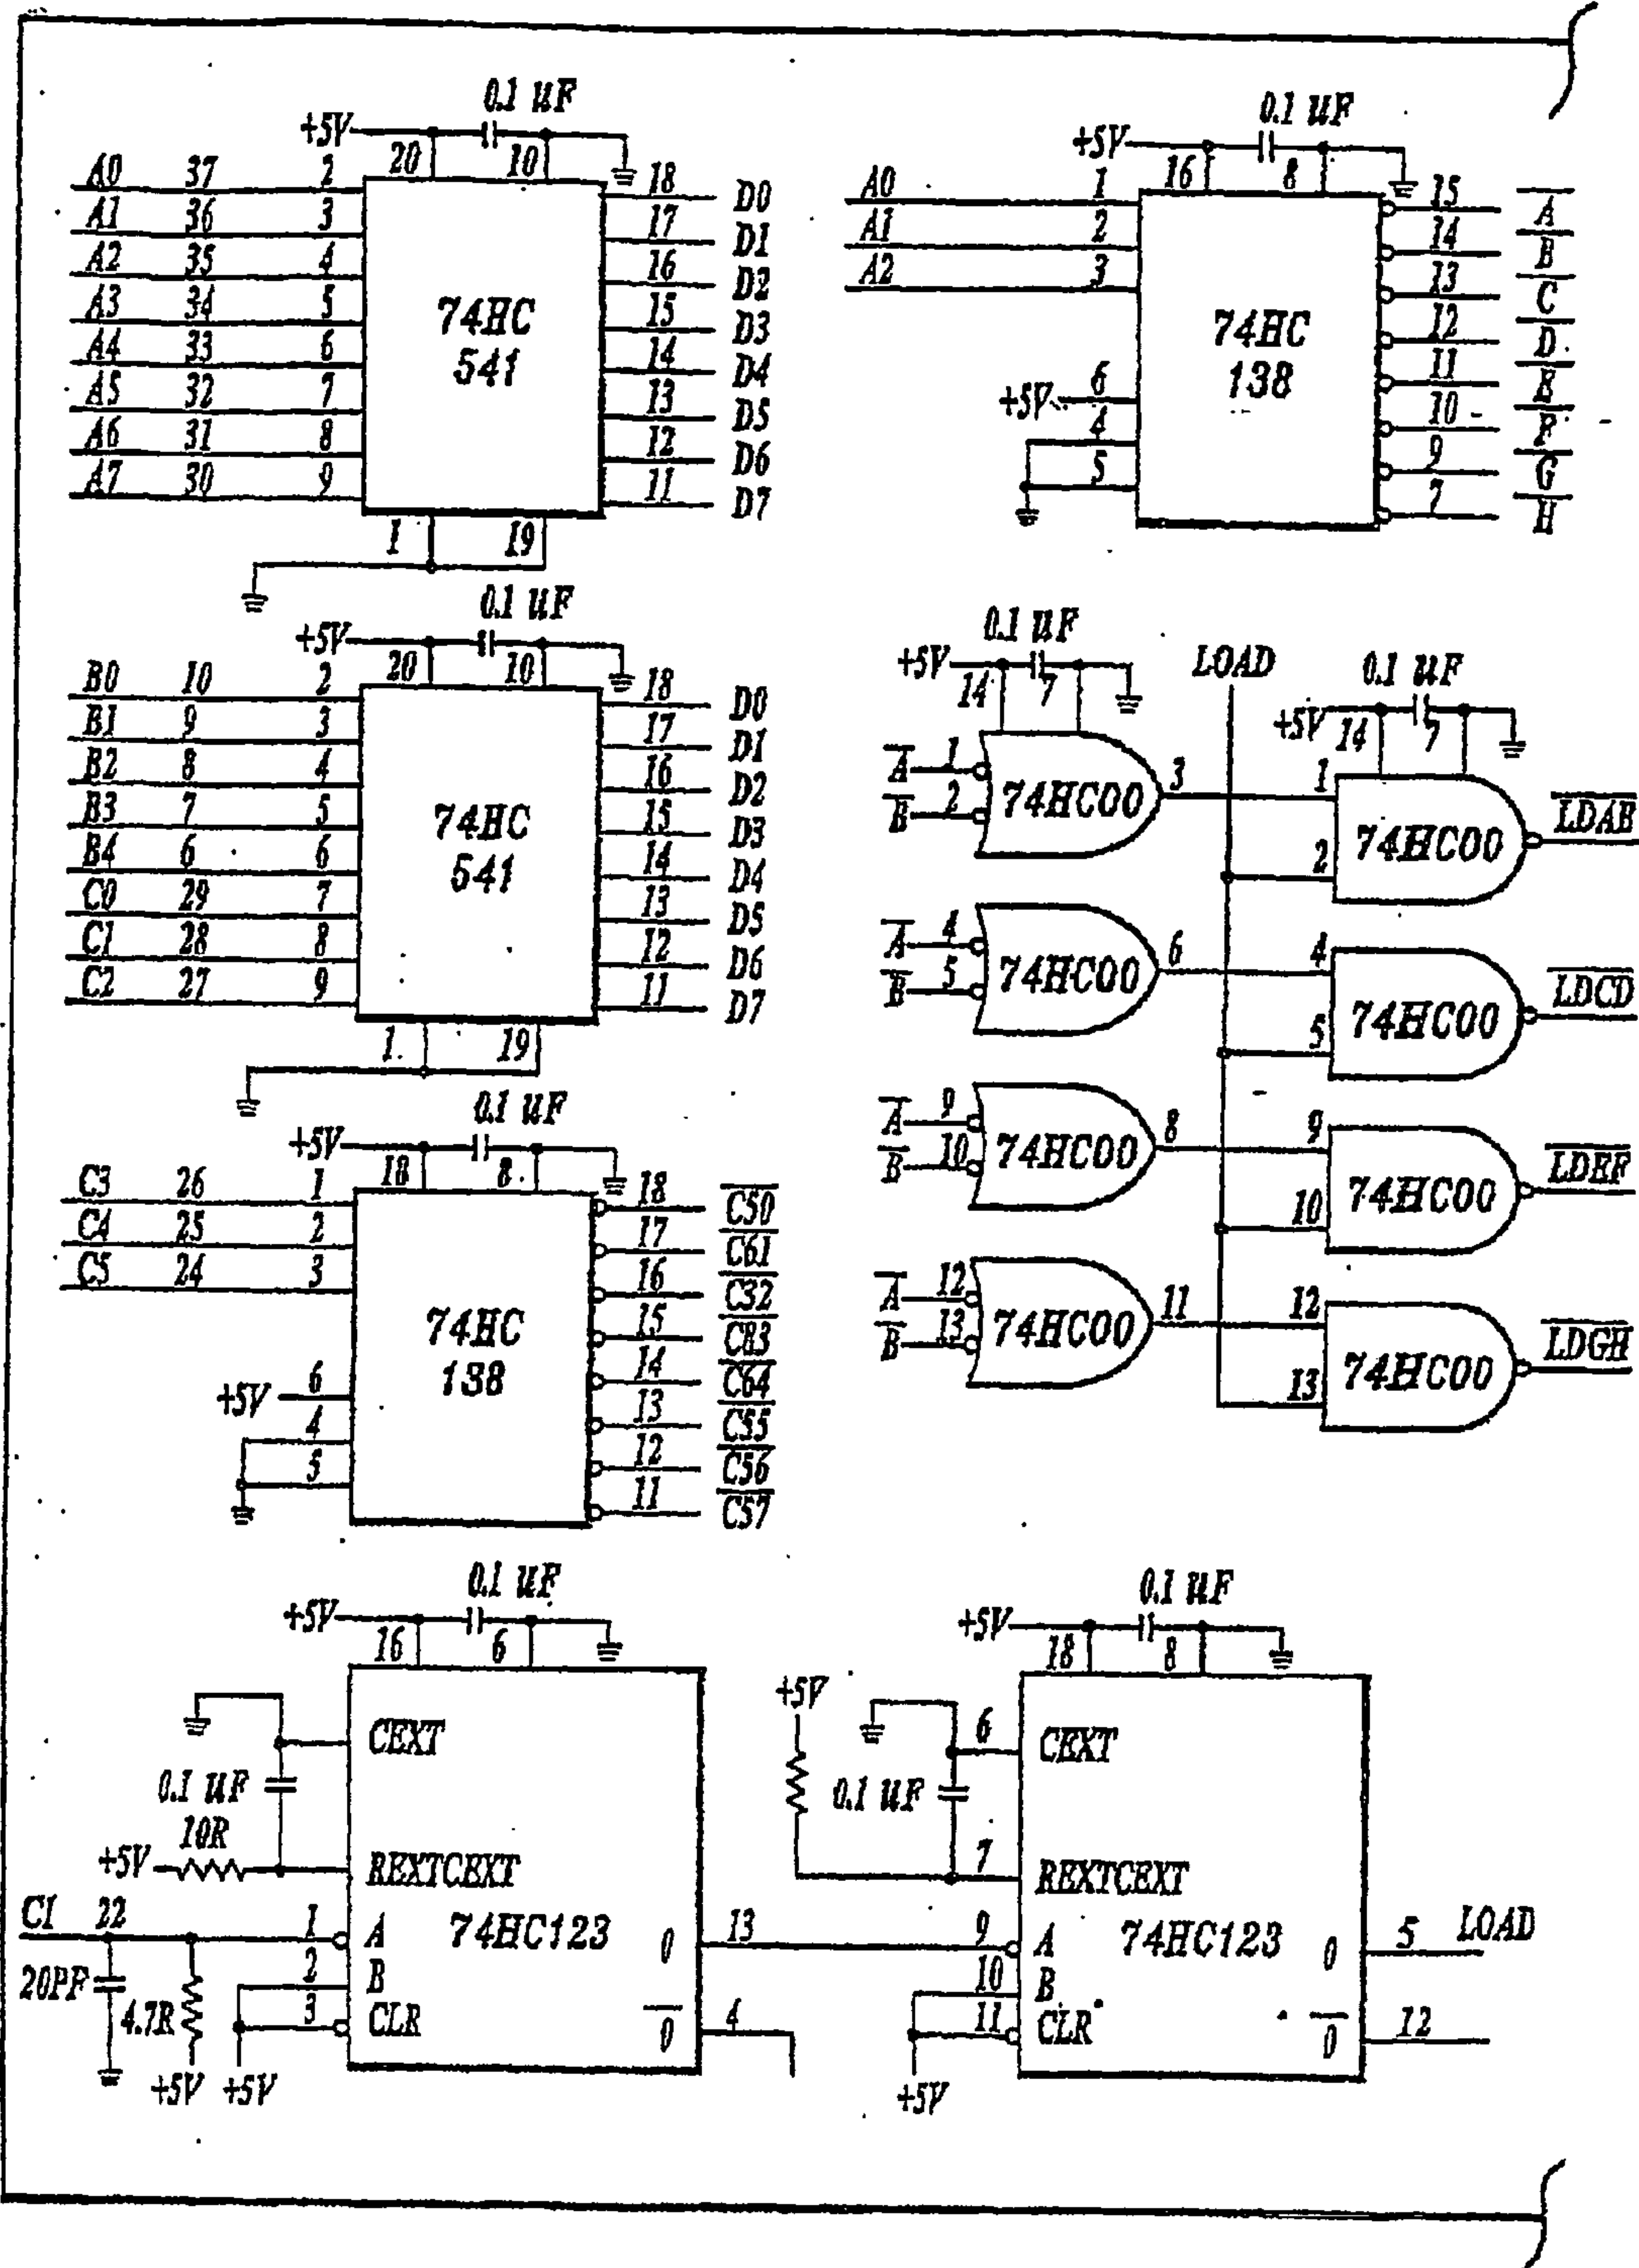 0.1 uF
+5V
20 10
A0 37 2 18 D0
A1 36 3 17 D1
A2 35 4 16 D2
A3 34 5 15 D3
A4 33 6 14 D4
A5 32 7 13 D5
A6 31 8 12 D6
A7 30 9 11 D7
74HC
541
1 19
0.1 uF
+5V
16 8
A0 1 15 A
A1 2 14 B
A2 3 13 C
12 D
11 E
10 F
9 G
7 H
74HC
138
+5V 6
4
5
0.1 uF
+5V
20 10
B0 10 2 18 D0
B1 9 3 17 D1
B2 8 4 16 D2
B3 7 5 15 D3
B4 6 6 14 D4
C0 29 7 13 D5
C1 28 8 12 D6
C2 27 9 11 D7
74HC
541
1 19
0.1 uF
+5V
14 7
LOAD
0.1 uF
+5V
14 7
A 1
B 2
74HC00
3
1
2
74HC00
LDAB
A 4
B 5
74HC00
6
4
5
74HC00
LDCD
A 9
B 10
74HC00
8
9
10
74HC00
LDEF
A 12
B 13
74HC00
11
12
13
74HC00
LDGH
0.1 uF
+5V
18 8
C3 26 1 18 C50
C4 25 2 17 C61
C5 24 3 16 C32
15
14 C64
13 C55
12 C56
11 C57
74HC
138
+5V 6
4
5
0.1 uF
+5V
16 6
CEXT
0.1 uF
10R
+5V
REXTCEXT
CI 22 1 A
74HC123
0 13
2 B
20PF
4.7R
3 CLR
0 4
+5V +5V
0.1 uF
+5V
18 8
+5V
6 CEXT
0.1 uF
7 REXTCEXT
9 A
74HC123
0 5 LOAD
10 B
11 CLR
0 12
+5V